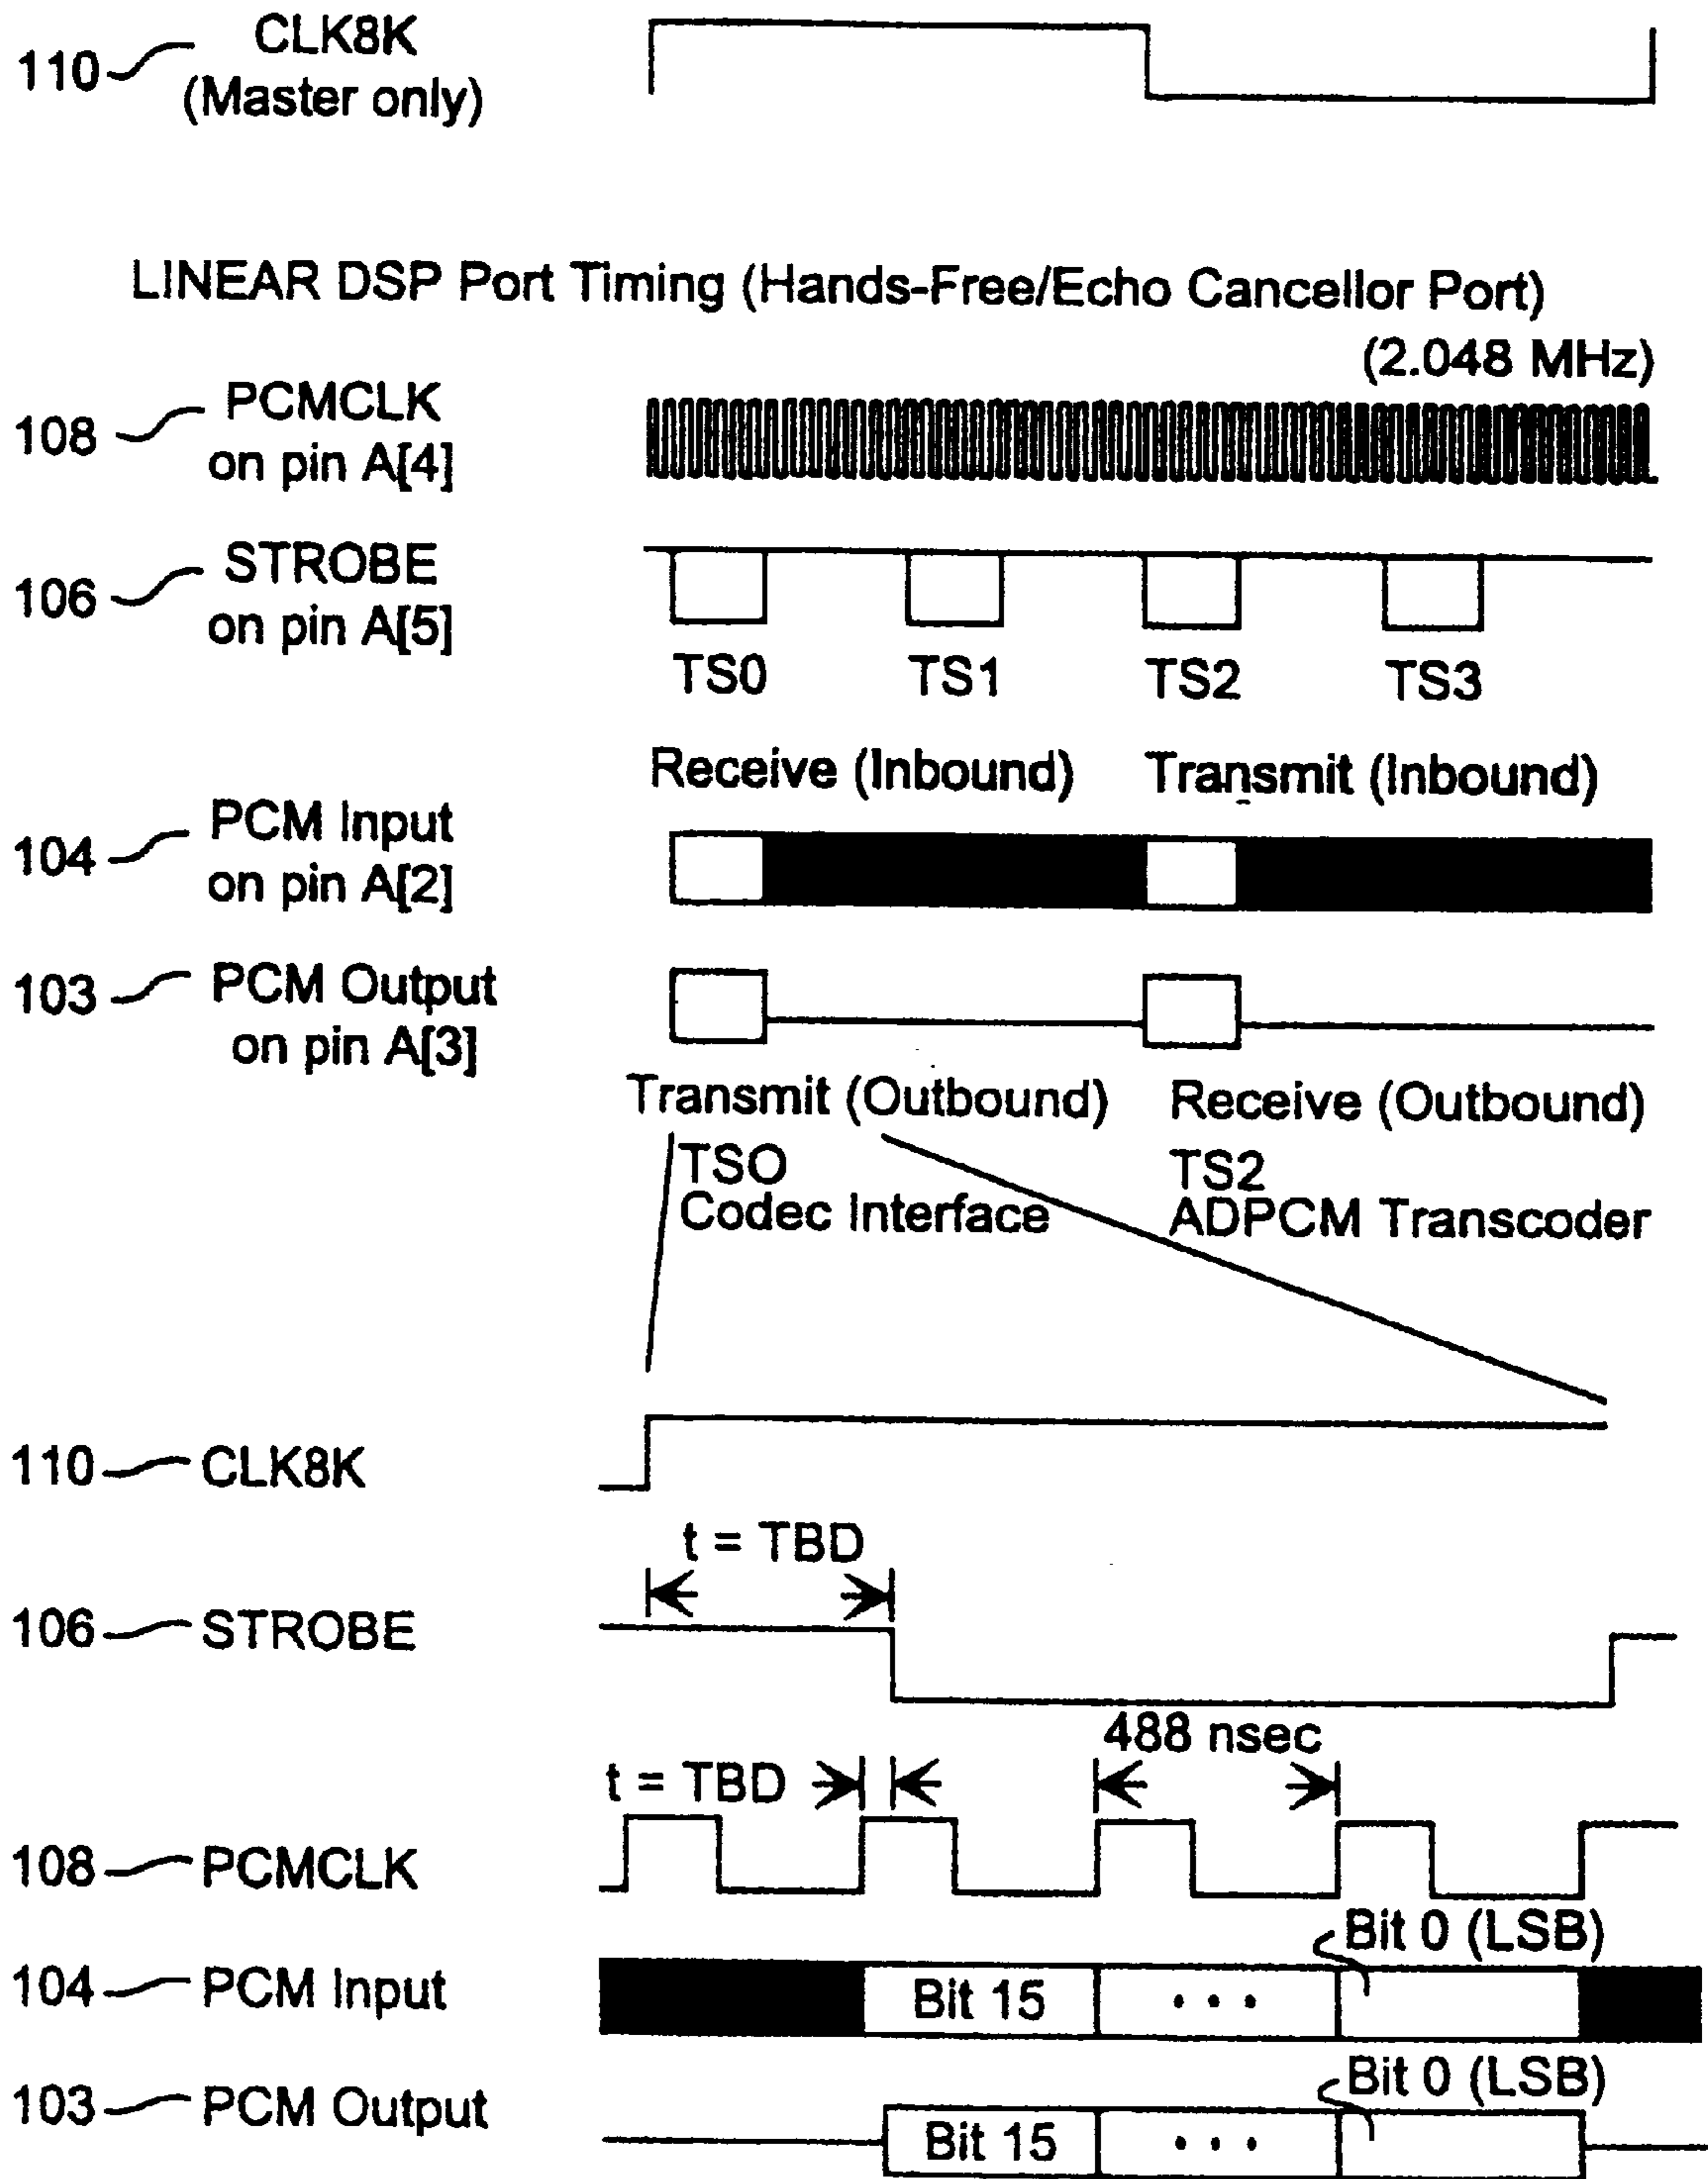 110 CLK8K
(Master only)
LINEAR DSP Port Timing (Hands-Free/Echo Cancellor Port)
(2.048 MHz)
108 PCMCLK
on pin A[4]
106 STROBE
on pin A[5]
TS0 TS1 TS2 TS3
Receive (Inbound) Transmit (Inbound)
104 PCM Input
on pin A[2]
103 PCM Output
on pin A[3]
Transmit (Outbound) Receive (Outbound)
TSO TS2
Codec Interface ADPCM Transcoder
110 CLK8K
t = TBD
106 STROBE
488 nsec
t = TBD
108 PCMCLK
Bit 0 (LSB)
104 PCM Input Bit 15 • • •
Bit 0 (LSB)
103 PCM Output Bit 15 • • •